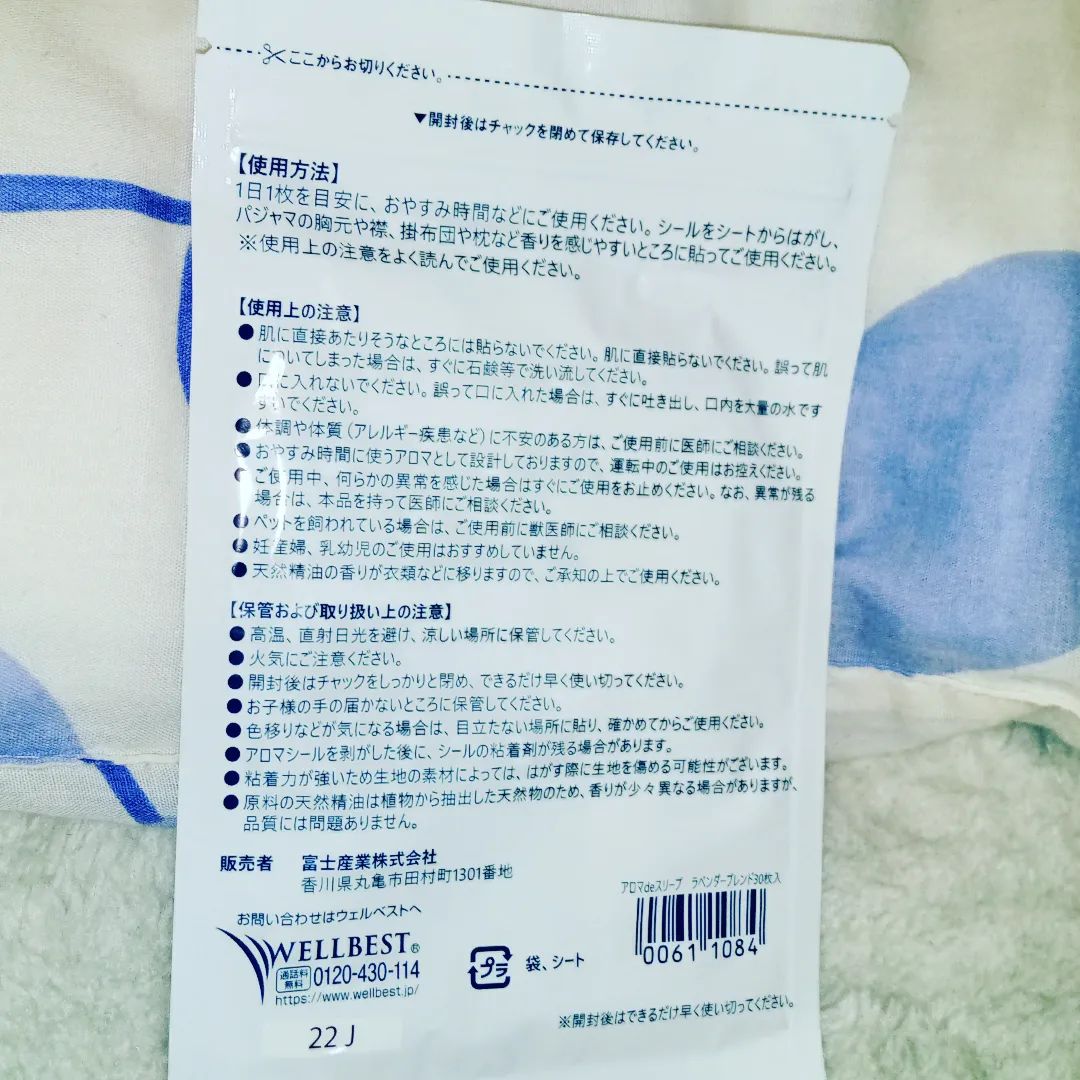 ここからお切りください。
▼開封後はチャックを閉めて保存してください。
【使用方法】
1日1枚を目安に、おやすみ時間などにご使用ください。シールをシートからはがし、
パジャマの胸元や襟、掛布団や枕など香りを感じやすいところに貼ってご使用ください。
※使用上の注意をよく読んでご使用ください。
【使用上の注意】
●肌に直接あたりそうなところには貼らないでください。肌に直接貼らないでください。誤って肌
についてしまった場合は、すぐに石鹸等で洗い流してください。
●口に入れないでください。誤って口に入れた場合は、すぐに吐き出し、口内を大量の水です
すいでください。
●体調や体質(アレルギー疾患など)に不安のある方は、ご使用前に医師にご相談ください。
●おやすみ時間に使うアロマとして設計しておりますので、運転中のご使用はお控えください。
●ご使用中、何らかの異常を感じた場合はすぐにご使用をお止めください。なお、異常が残る
場合は、本品を持って医師にご相談ください。
●ペットを飼われている場合は、ご使用前に獣医師にご相談ください。
●妊産婦、乳幼児のご使用はおすすめしていません。
●天然精油の香りが衣類などに移りますので、ご承知の上でご使用ください。
【保管および取り扱い上の注意】
●高温、直射日光を避け、涼しい場所に保管してください。
●火気にご注意ください。
●開封後はチャックをしっかりと閉め、できるだけ早く使い切ってください。
●お子様の手の届かないところに保管してください。
●色移りなどが気になる場合は、目立たない場所に貼り、確かめてからご使用ください。
●アロマシールを剥がした後に、シールの粘着剤が残る場合があります。
●粘着力が強いため生地の素材によっては、はがす際に生地を傷める可能性がございます。
●原料の天然精油は植物から抽出した天然物のため、香りが少々異なる場合がありますが、
品質には問題ありません。
販売者 富士産業株式会社
香川県丸亀市田村町1301番地
お問い合わせはウェルベストへ
WELLBEST®
通話料無料 0120-430-114
https://www.wellbest.jp/
22 J
プラ 袋、シート
アロマdeスリープ ラベンダーブレンド30枚入
0061 1084
※開封後はできるだけ早く使い切ってください。